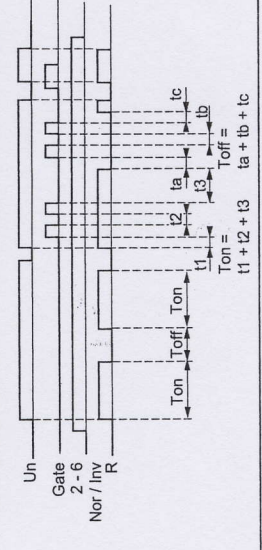 Un
Gate
2 - 6
Nor / Inv
R
Ton
Toff
Ton
t1
t2
t3
ta
tb
tc
Ton =
t1 + t2 + t3
Toff =
ta + tb + tc